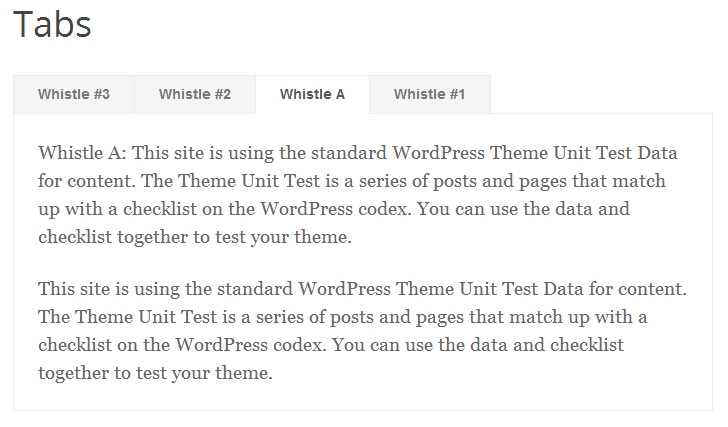 Tabs
Whistle #3 Whistle #2 Whistle A Whistle #1
Whistle A: This site is using the standard WordPress Theme Unit Test Data
for content. The Theme Unit Test is a series of posts and pages that match
up with a checklist on the WordPress codex. You can use the data and
checklist together to test your theme.
This site is using the standard WordPress Theme Unit Test Data for content.
The Theme Unit Test is a series of posts and pages that match up with a
checklist on the WordPress codex. You can use the data and checklist
together to test your theme.